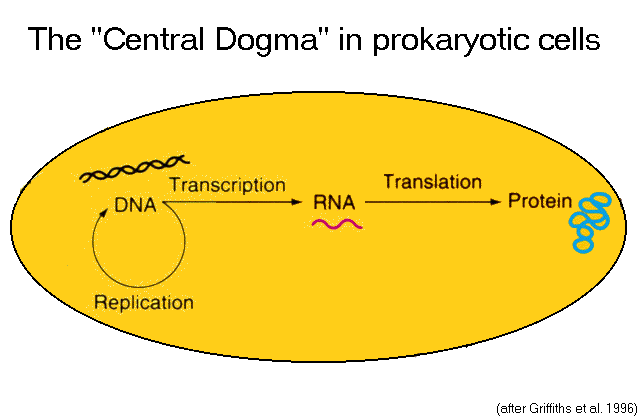 The "Central Dogma" in prokaryotic cells
Transcription
Translation
DNA
RNA
Protein
Replication
(after Griffiths et al. 1996)